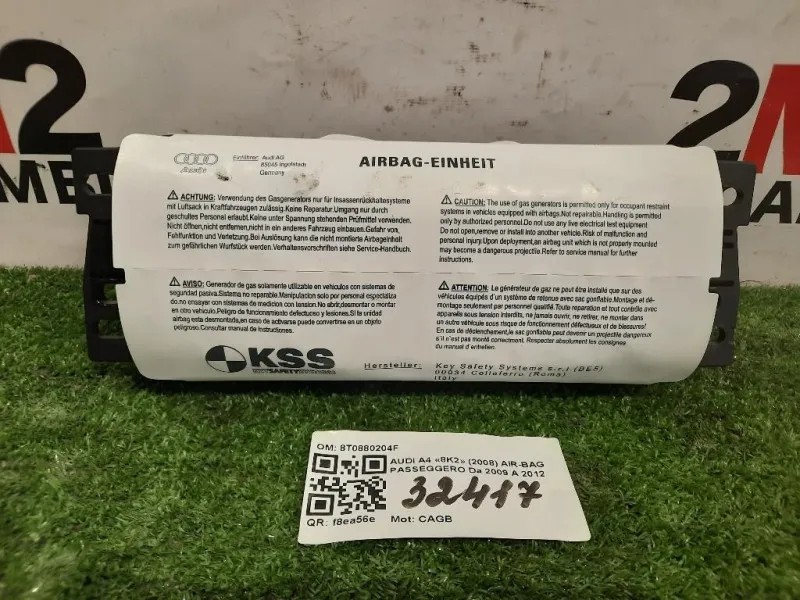 2
MET
2M
AMME
Audi
Einführer: Audi AG
85045 Ingolstadt
Germany
AIRBAG-EINHEIT
ACHTUNG: Verwendung des Gasgenerators nur für Insassenrückhaltesysteme
mit Luftsack in Kraftfahrzeugen zulässig.Keine Reparatur.Umgang nur durch
geschultes Personal erlaubt.Keine unter Spannung stehenden Prüfmittel verwenden.
Nicht öffnen,nicht entfernen,nicht in ein anderes Fahrzeug einbauen.Gefahr von,
Fehlfunktion und Verletzung.Bei Auslösung kann die nicht montierte Airbageinheit
zum gefährlichen Wurfstück werden.Verhaltensvorschriften siehe Service-Handbuch.
CAUTION: The use of gas generators is permitted only for occupant restraint
systems in vehicles equipped with airbags.Not repairable.Handling is permitted
only by authorized personnel.Do not use any live electrical test equipment.
Do not open,remove or install into another vehicle.Risk of malfunction and
personal injury.Upon deployment,an airbag unit which is not properly mounted
may become a dangerous projectile.Refer to service manual for further
instructions.
AVISO: Generador de gas solamente utilizable en vehículos con sistemas de
seguridad pasiva.Sistema no reparable.Manipulacion solo por personal especializa
do.no ensayar con sistemas de medicion con tension.No abrir,desmontar o montar
en otro vehiculo.Peligro de funcionamiento defectuoso y lesiones.Si te unidad
airbag esta desmontada,en caso de activarse puede convertirse en un objeto
peligroso.Consultar manual de Instrucciones.
ATTENTION: Le générateur de gaz ne peut être installé que sur des
véhicules équipés d'un système de retenue avec sac gonflable.Montage et dé-
montage seulement par personnel qualifié.Toute reparation et tout contrôle avec
appareils sous tension interdits, ne jamais ouvrir, ne retirer, ne monter dans
un autre véhicule sous risque de fonctionnement défectueux et de blessures!
En cas de déclenchement,le sac gonflable peut devenir un projectile dangereux
s'il n'est pas monté correctement. Respecter absolument les consignes
du manuel d'entretien.
KSS
KEYSAFETYSYSTEMS
Hersteller:
Key Safety Systems s.r.l (BES)
00034 Colleferro (Roma)
Italy
OM: 8T0880204F
AUDI A4 «8K2» (2008) AIR-BAG
PASSEGGERO Da 2009 A 2012
32417
QR: f8ea56e
Mot: CAGB